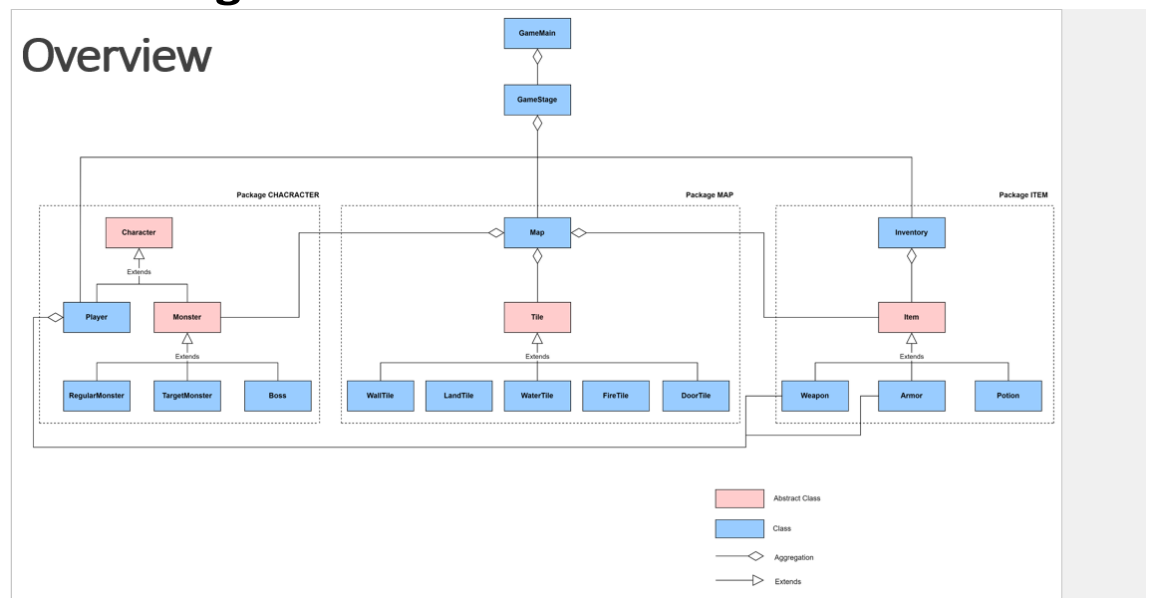 Overview
GameMain
GameStage
Package CHACRACTER
Package MAP
Package ITEM
Character
Map
Inventory
Extends
Player
Monster
Tile
Item
Extends
Extends
Extends
RegularMonster
TargetMonster
Boss
WallTile
LandTile
WaterTile
FireTile
DoorTile
Weapon
Armor
Potion
Abstract Class
Class
Aggregation
Extends